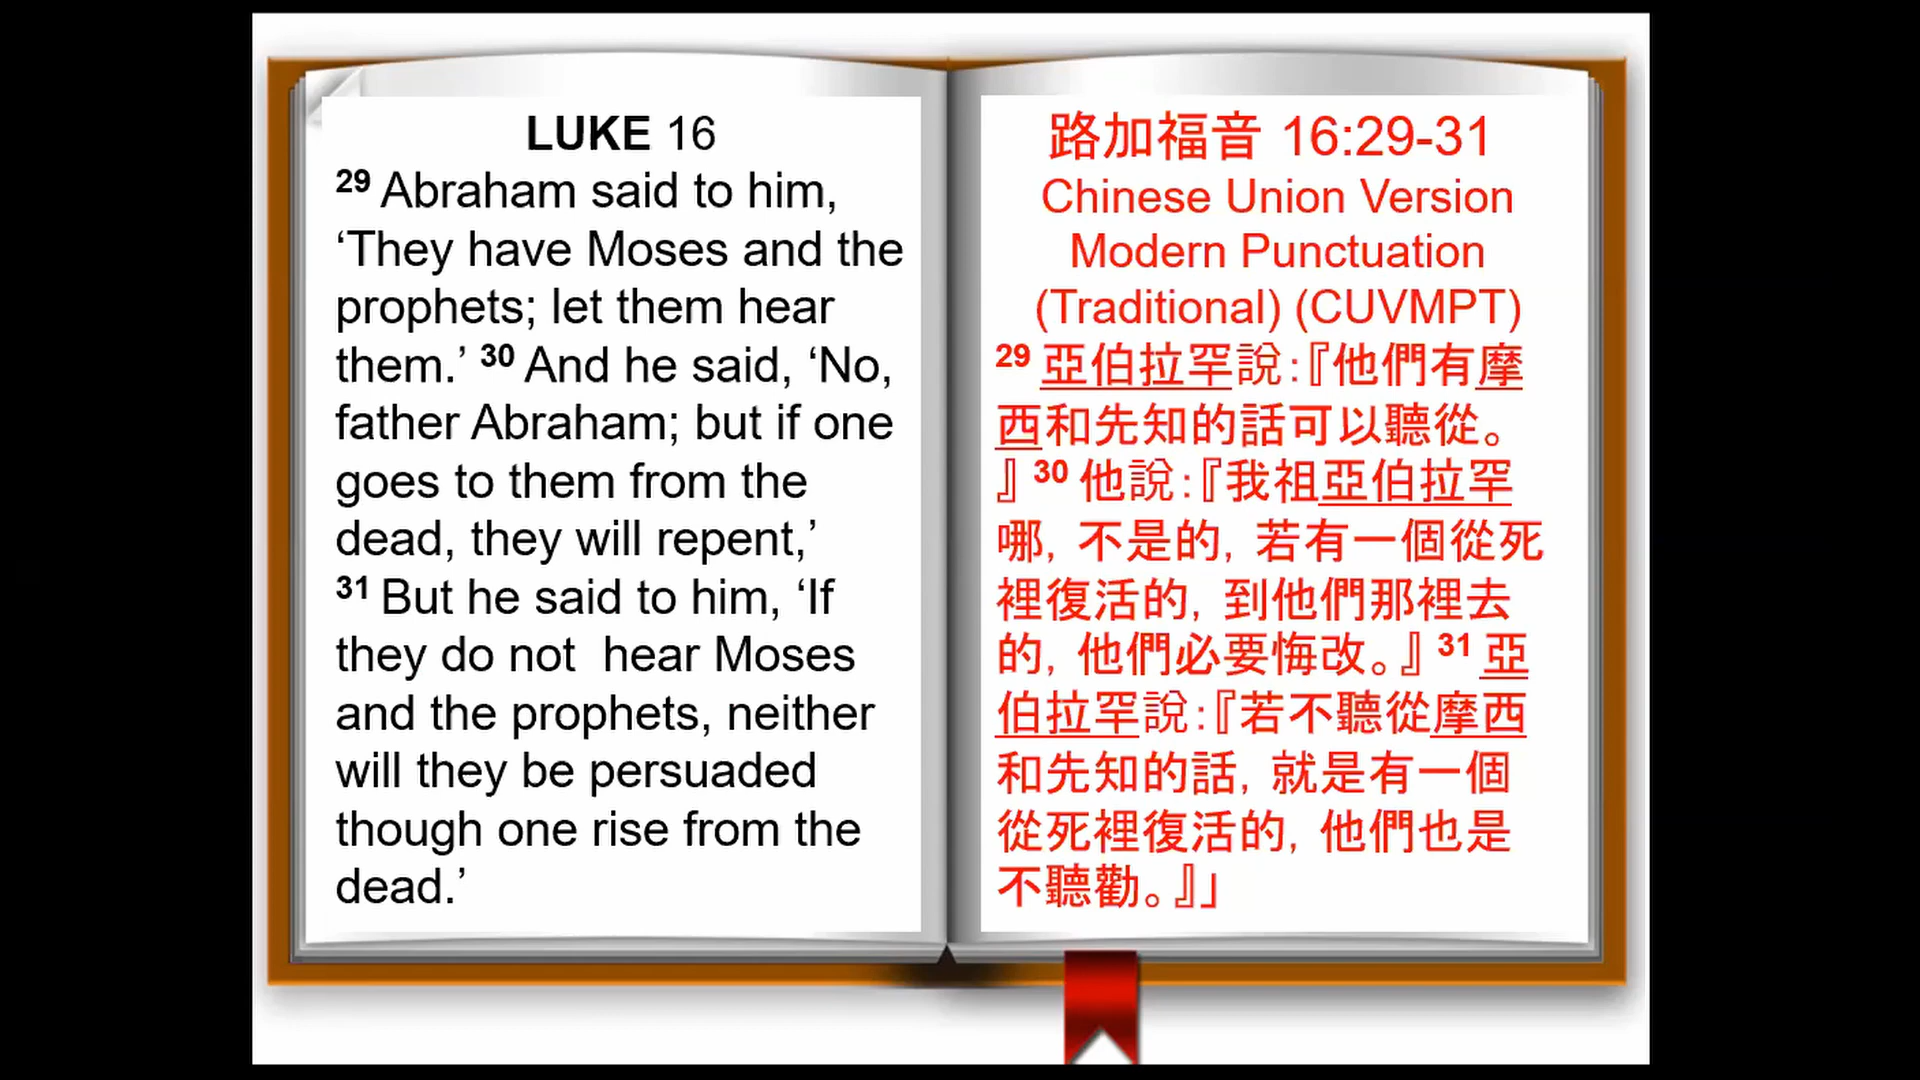 LUKE 16
29 Abraham said to him,
‘They have Moses and the
prophets; let them hear
them.’ 30 And he said, ‘No,
father Abraham; but if one
goes to them from the
dead, they will repent,’
31 But he said to him, ‘If
they do not  hear Moses
and the prophets, neither
will they be persuaded
though one rise from the
dead.’
路加福音 16:29-31
Chinese Union Version
Modern Punctuation
(Traditional) (CUVMPT)
29 亞伯拉罕說:『他們有摩
西和先知的話可以聽從。
』30 他說:『我祖亞伯拉罕
哪, 不是的, 若有一個從死
裡復活的, 到他們那裡去
的, 他們必要悔改。』31 亞
伯拉罕說:『若不聽從摩西
和先知的話, 就是有一個
從死裡復活的, 他們也是
不聽勸。』」